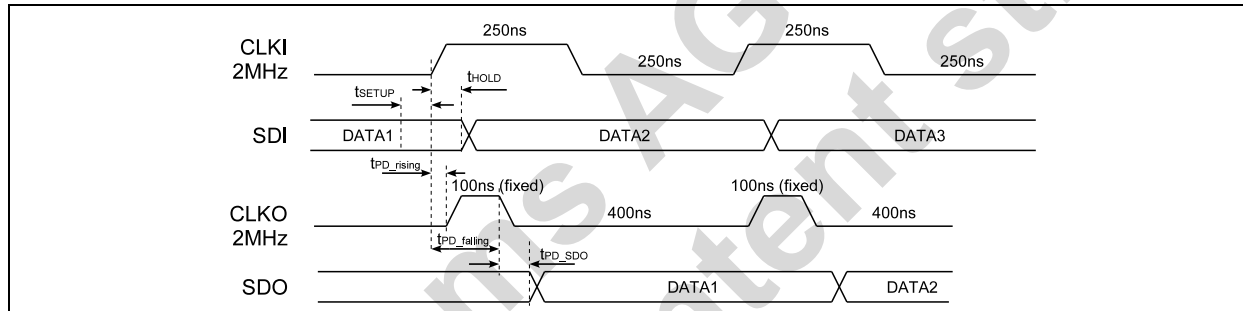 250ns 250ns
CLKI
2MHz
250ns 250ns
tHOLD
tSETUP
SDI
DATA1 DATA2 DATA3
tPD_rising
100ns (fixed) 100ns (fixed)
CLKO
2MHz
400ns 400ns
tPD_falling
tPD_SDO
SDO
DATA1 DATA2